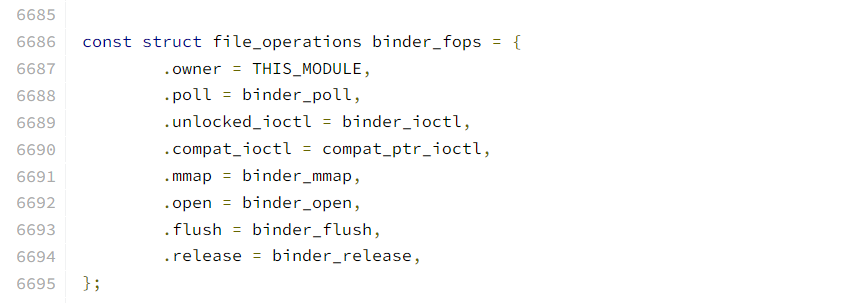 6685
6686 const struct file_operations binder_fops = {
6687 .owner = THIS_MODULE,
6688 .poll = binder_poll,
6689 .unlocked_ioctl = binder_ioctl,
6690 .compat_ioctl = compat_ptr_ioctl,
6691 .mmap = binder_mmap,
6692 .open = binder_open,
6693 .flush = binder_flush,
6694 .release = binder_release,
6695 };